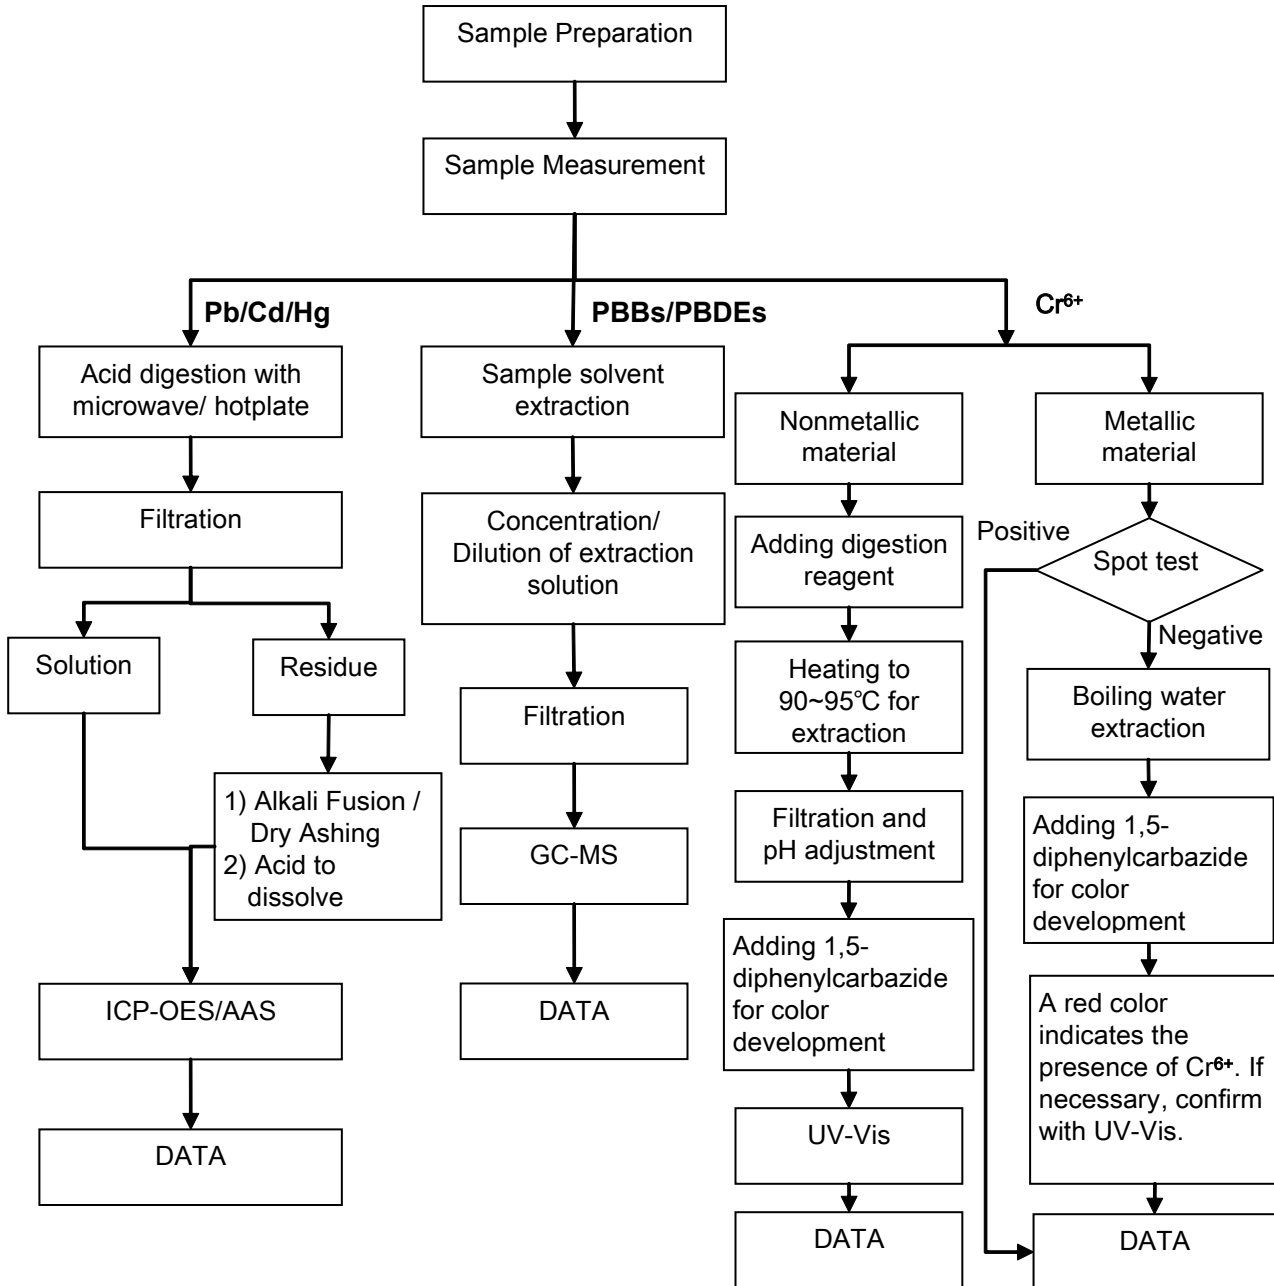 Sample Preparation
Sample Measurement
Pb/Cd/Hg
PBBs/PBDEs
Cr⁶⁺
Acid digestion with
microwave/ hotplate
Filtration
Solution
Residue
1) Alkali Fusion /
Dry Ashing
2) Acid to
dissolve
ICP-OES/AAS
DATA
Sample solvent
extraction
Concentration/
Dilution of extraction
solution
Filtration
GC-MS
DATA
Nonmetallic
material
Adding digestion
reagent
Heating to
90~95℃ for
extraction
Filtration and
pH adjustment
Adding 1,5-
diphenylcarbazide
for color
development
UV-Vis
DATA
Metallic
material
Positive
Spot test
Negative
Boiling water
extraction
Adding 1,5-
diphenylcarbazide
for color
development
A red color
indicates the
presence of Cr⁶⁺. If
necessary, confirm
with UV-Vis.
DATA